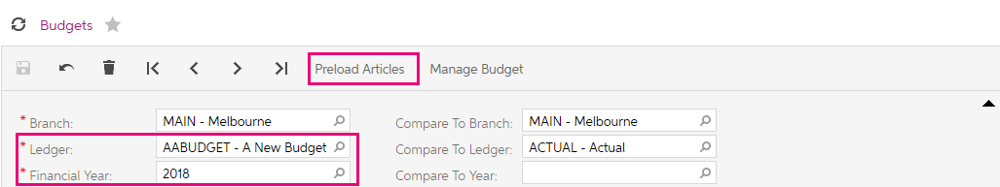 Budgets
Preload Articles Manage Budget
* Branch: MAIN - Melbourne Compare To Branch: MAIN - Melbourne
* Ledger: AABUDGET - A New Budget Compare To Ledger: ACTUAL - Actual
* Financial Year: 2018 Compare To Year: